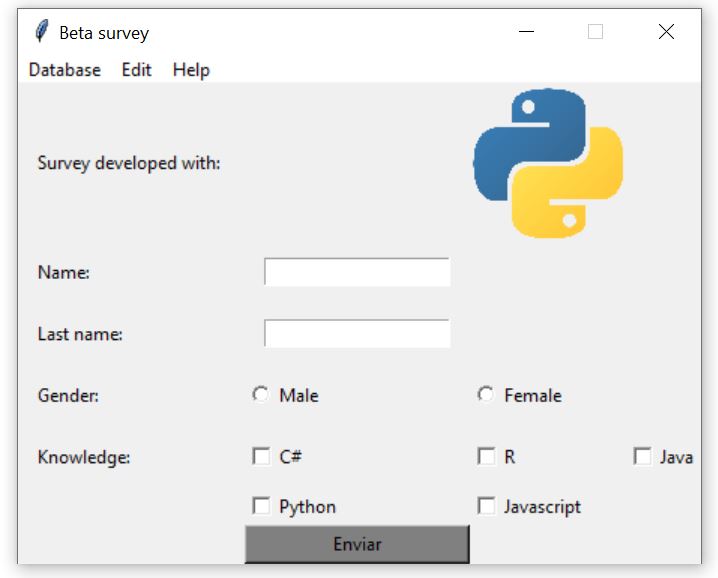 Beta survey
Database Edit Help
Survey developed with:
Name:
Last name:
Gender: Male Female
Knowledge: C# R Java
Python Javascript
Enviar